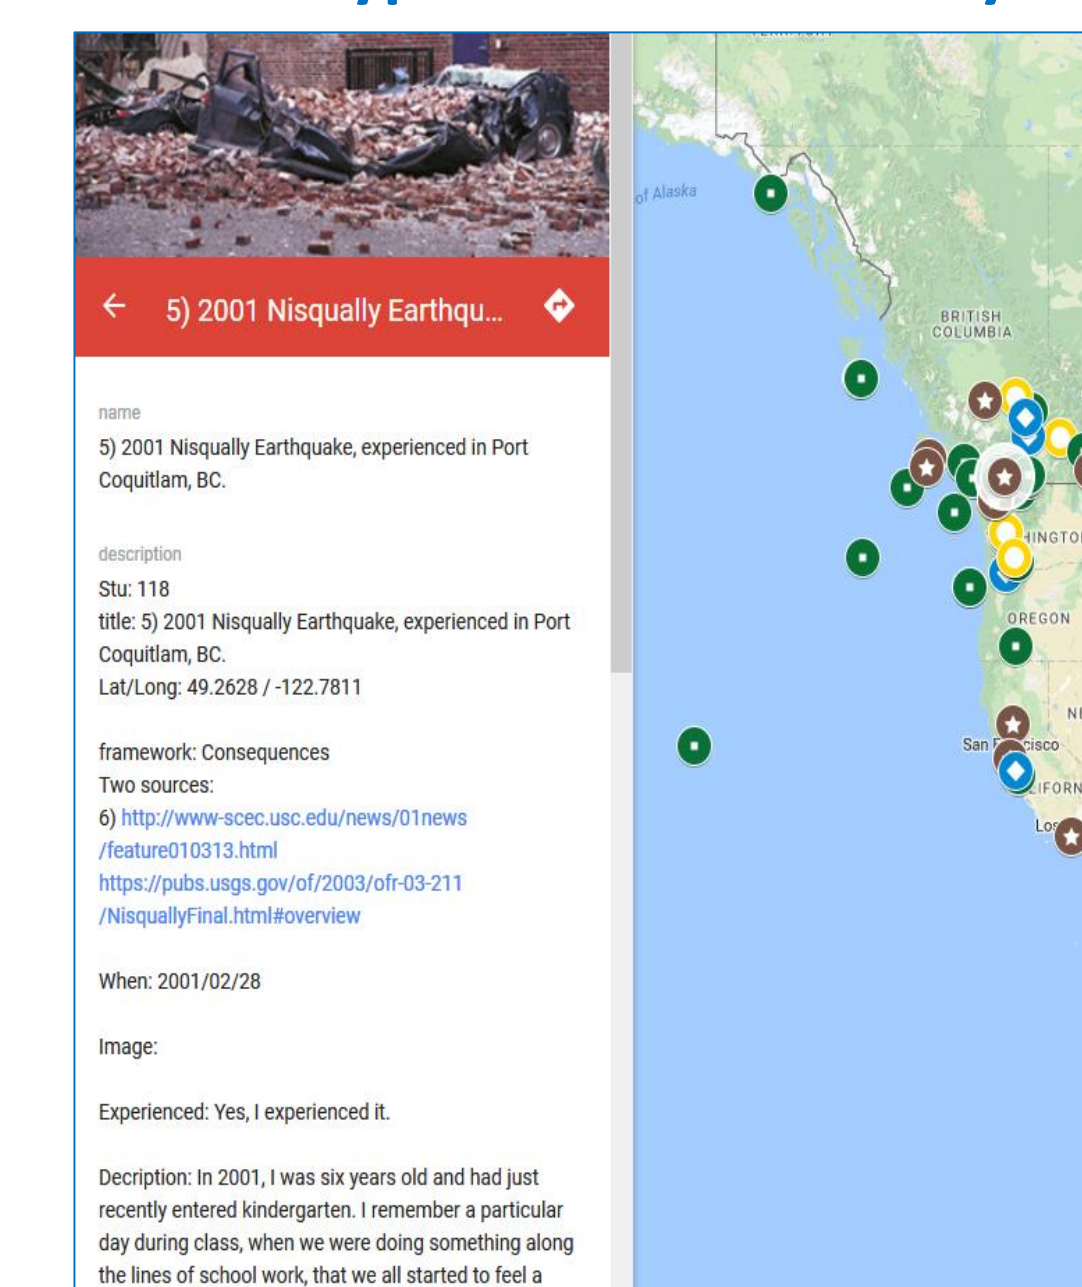 5) 2001 Nisqually Earthqu...
name
5) 2001 Nisqually Earthquake, experienced in Port
Coquitlam, BC.
description
Stu: 118
title: 5) 2001 Nisqually Earthquake, experienced in Port
Coquitlam, BC.
Lat/Long: 49.2628 / -122.7811
framework: Consequences
Two sources:
6) http://www-scec.usc.edu/news/01news
/feature010313.html
https://pubs.usgs.gov/of/2003/ofr-03-211
/NisquallyFinal.html#overview
When: 2001/02/28
Image:
Experienced: Yes, I experienced it.
Decription: In 2001, I was six years old and had just
recently entered kindergarten. I remember a particular
day during class, when we were doing something along
the lines of school work, that we all started to feel a
of Alaska
BRITISH
COLUMBIA
HINGTO
OREGON
NE
San F cisco
LIFORN
Los